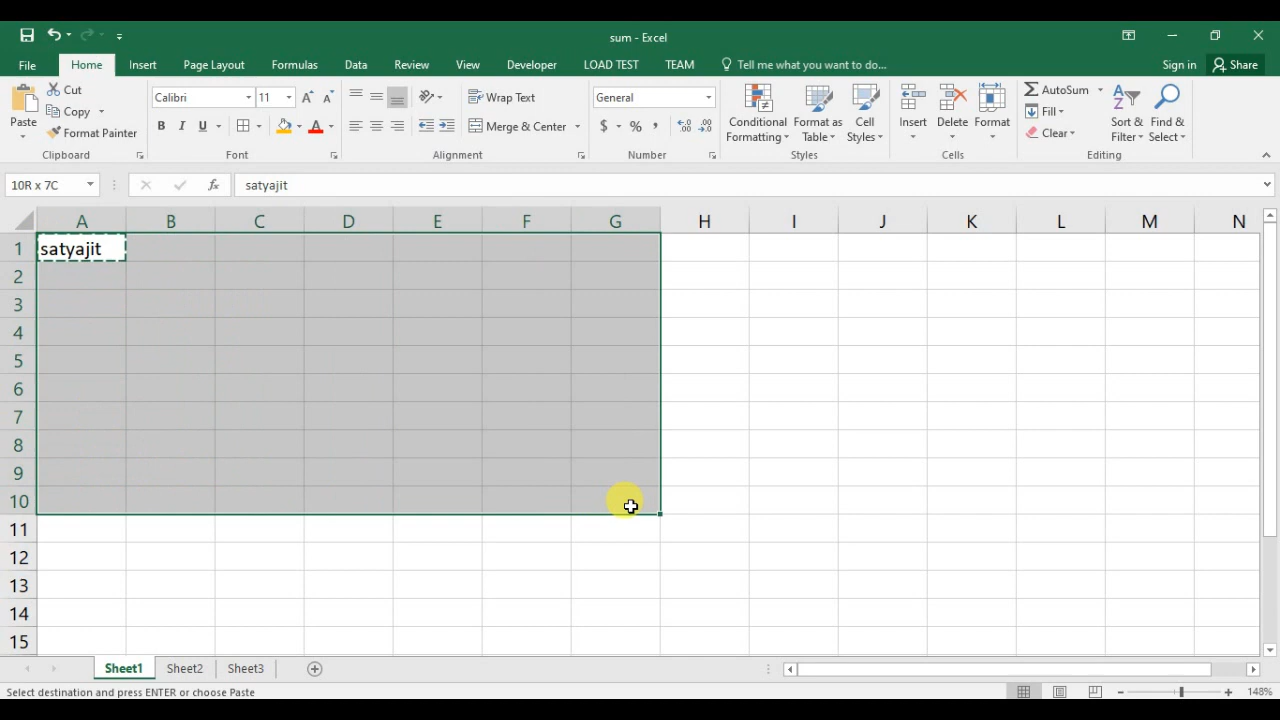 sum - Excel
File Home Insert Page Layout Formulas Data Review View Developer LOAD TEST TEAM Tell me what you want to do... Sign in Share
Cut
Copy
Format Painter
Paste
Calibri 11
B I U A
Wrap Text
Merge & Center
General
$ % ,
Conditional Formatting
Format as Table
Cell Styles
Insert Delete Format
AutoSum
Fill
Clear
Sort & Filter
Find & Select
Clipboard Font Alignment Number Styles Cells Editing
10R x 7C fx satyajit
A B C D E F G H I J K L M N
1 satyajit
2
3
4
5
6
7
8
9
10
11
12
13
14
15
Sheet1 Sheet2 Sheet3
Select destination and press ENTER or choose Paste 148%